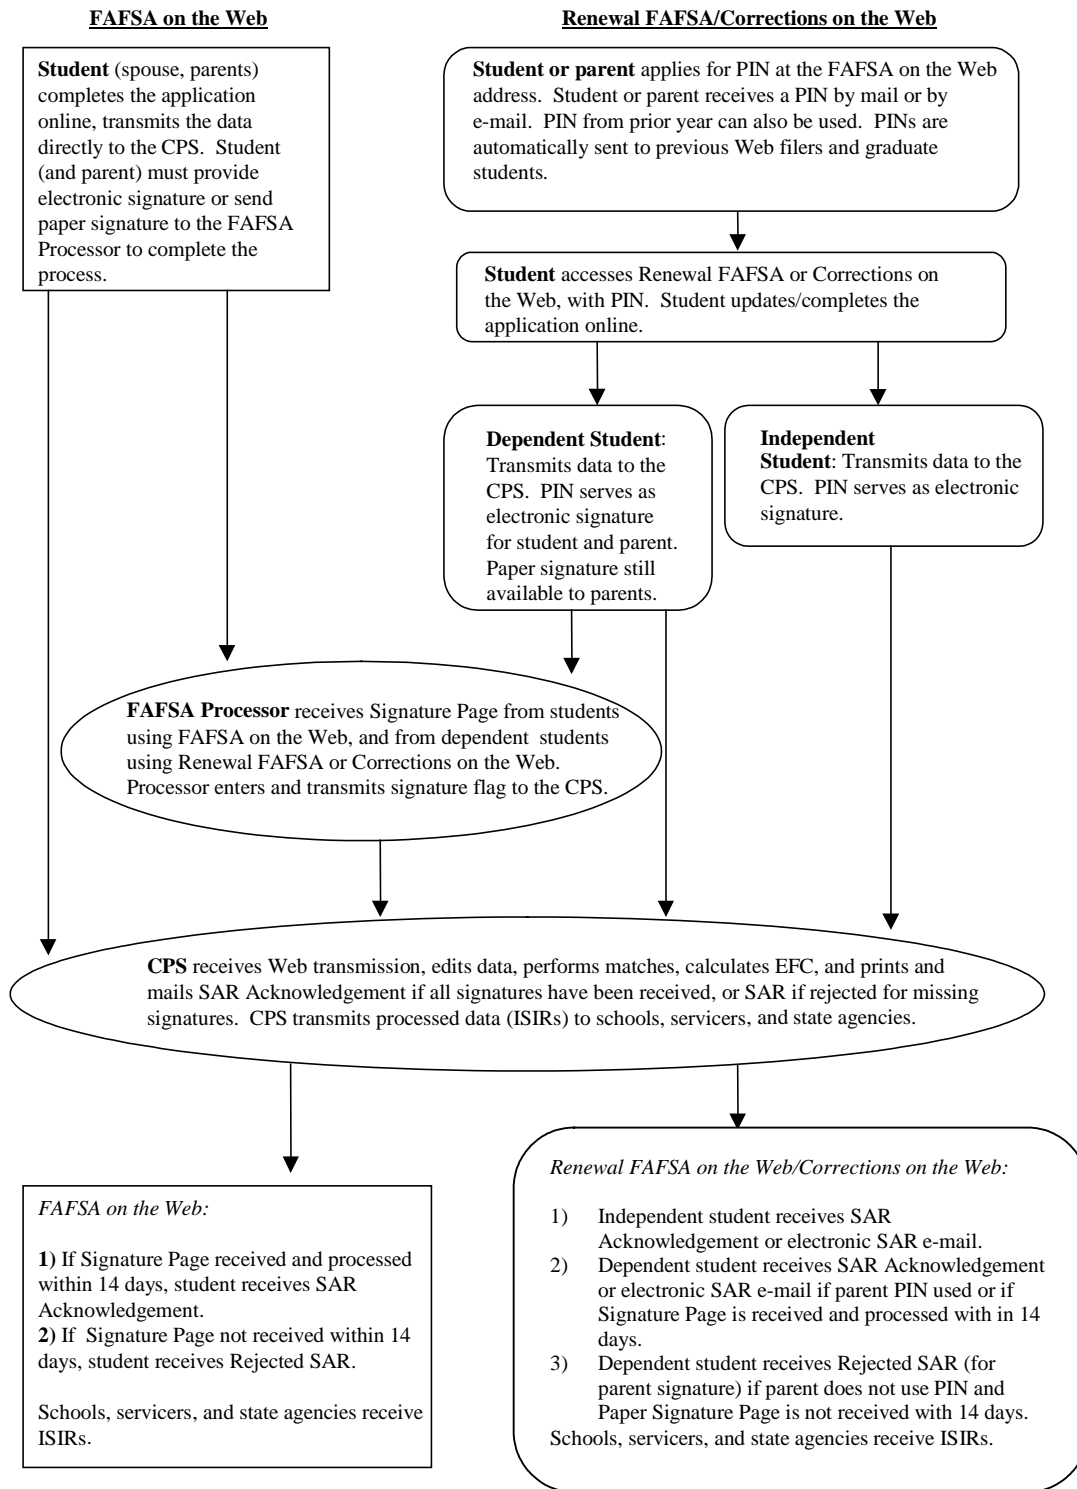 FAFSA on the Web
Renewal FAFSA/Corrections on the Web
Student (spouse, parents)
completes the application
online, transmits the data
directly to the CPS.  Student
(and parent) must provide
electronic signature or send
paper signature to the FAFSA
Processor to complete the
process.
Student or parent applies for PIN at the FAFSA on the Web
address.  Student or parent receives a PIN by mail or by
e-mail.  PIN from prior year can also be used.  PINs are
automatically sent to previous Web filers and graduate
students.
Student accesses Renewal FAFSA or Corrections on
the Web, with PIN.  Student updates/completes the
application online.
Dependent Student:
Transmits data to the
CPS.  PIN serves as
electronic signature
for student and parent.
Paper signature still
available to parents.
Independent
Student: Transmits data to the
CPS.  PIN serves as electronic
signature.
FAFSA Processor receives Signature Page from students
using FAFSA on the Web, and from dependent  students
using Renewal FAFSA or Corrections on the Web.
Processor enters and transmits signature flag to the CPS.
CPS receives Web transmission, edits data, performs matches, calculates EFC, and prints and
mails SAR Acknowledgement if all signatures have been received, or SAR if rejected for missing
signatures.  CPS transmits processed data (ISIRs) to schools, servicers, and state agencies.
FAFSA on the Web:
1) If Signature Page received and processed
within 14 days, student receives SAR
Acknowledgement.
2) If  Signature Page not received within 14
days, student receives Rejected SAR.
Schools, servicers, and state agencies receive
ISIRs.
Renewal FAFSA on the Web/Corrections on the Web:
1) Independent student receives SAR
Acknowledgement or electronic SAR e-mail.
2) Dependent student receives SAR Acknowledgement
or electronic SAR e-mail if parent PIN used or if
Signature Page is received and processed with in 14
days.
3) Dependent student receives Rejected SAR (for
parent signature) if parent does not use PIN and
Paper Signature Page is not received with 14 days.
Schools, servicers, and state agencies receive ISIRs.